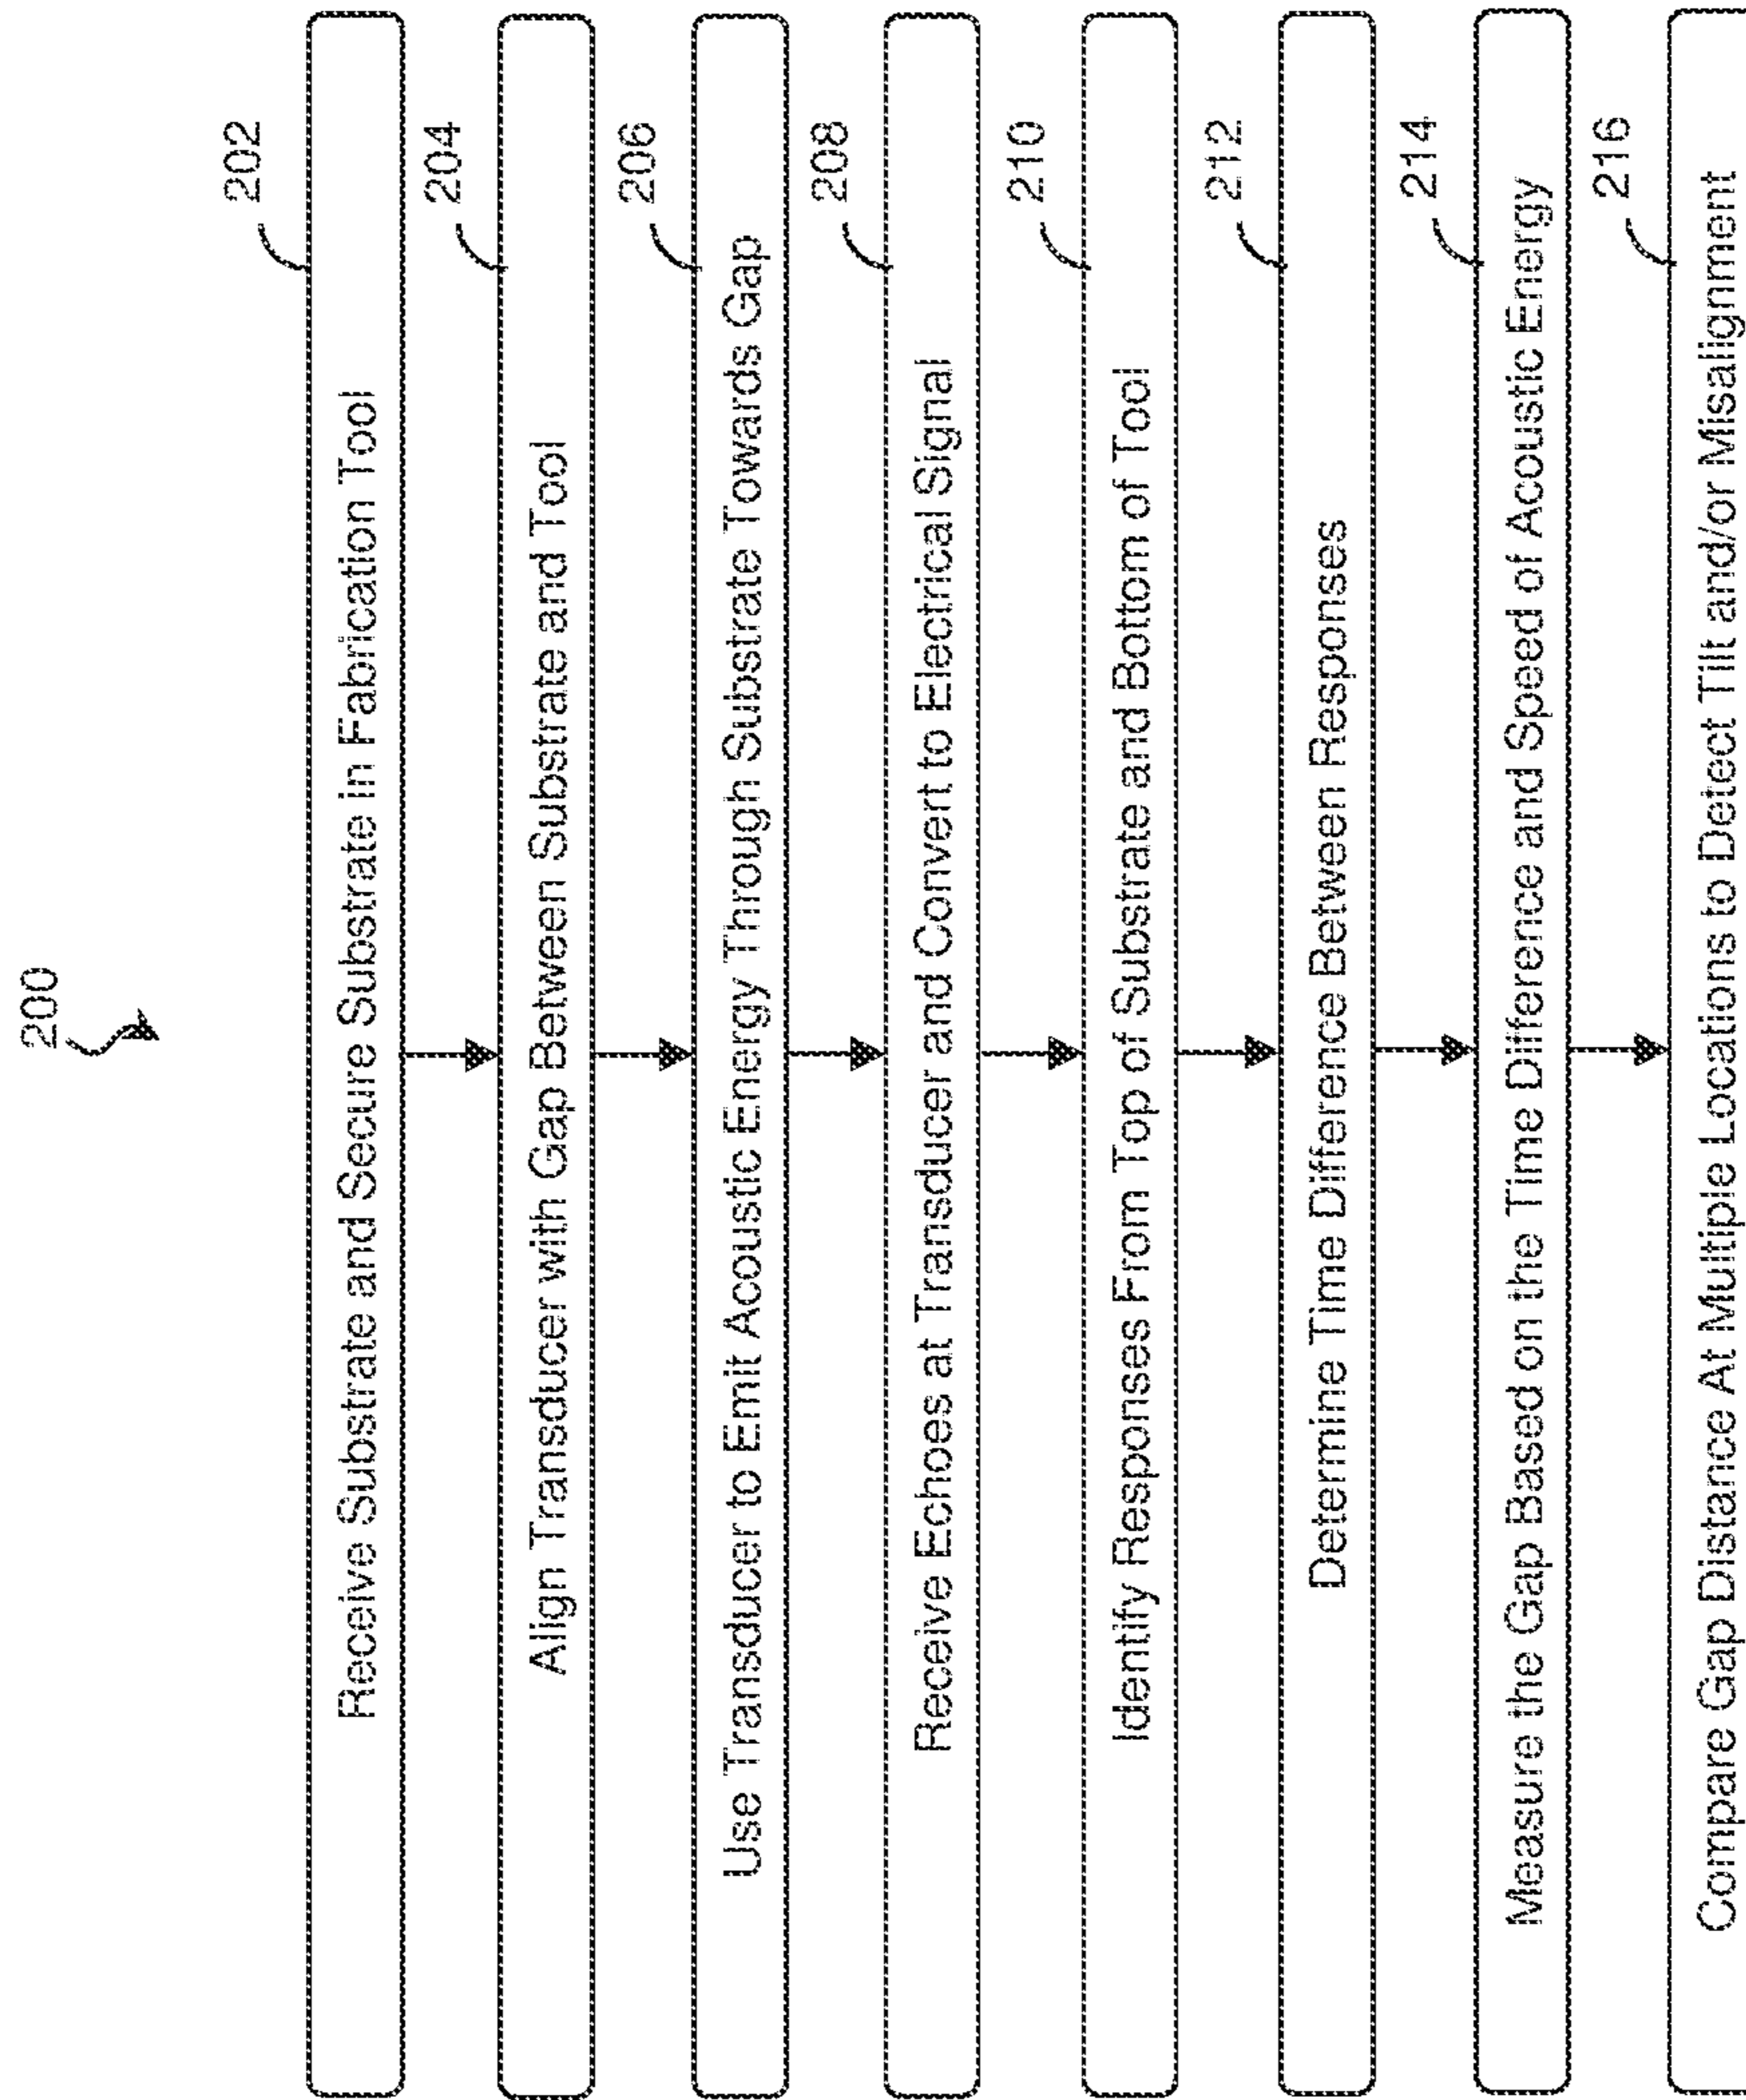 200
202
Receive Substrate and Secure Substrate in Fabrication Tool
204
Align Transducer with Gap Between Substrate and Tool
206
Use Transducer to Emit Acoustic Energy Through Substrate Towards Gap
208
Receive Echoes at Transducer and Convert to Electrical Signal
210
Identify Responses From Top of Substrate and Bottom of Tool
212
Determine Time Difference Between Responses
214
Measure the Gap Based on the Time Difference and Speed of Acoustic Energy
216
Compare Gap Distance At Multiple Locations to Detect Tilt and/or Misalignment